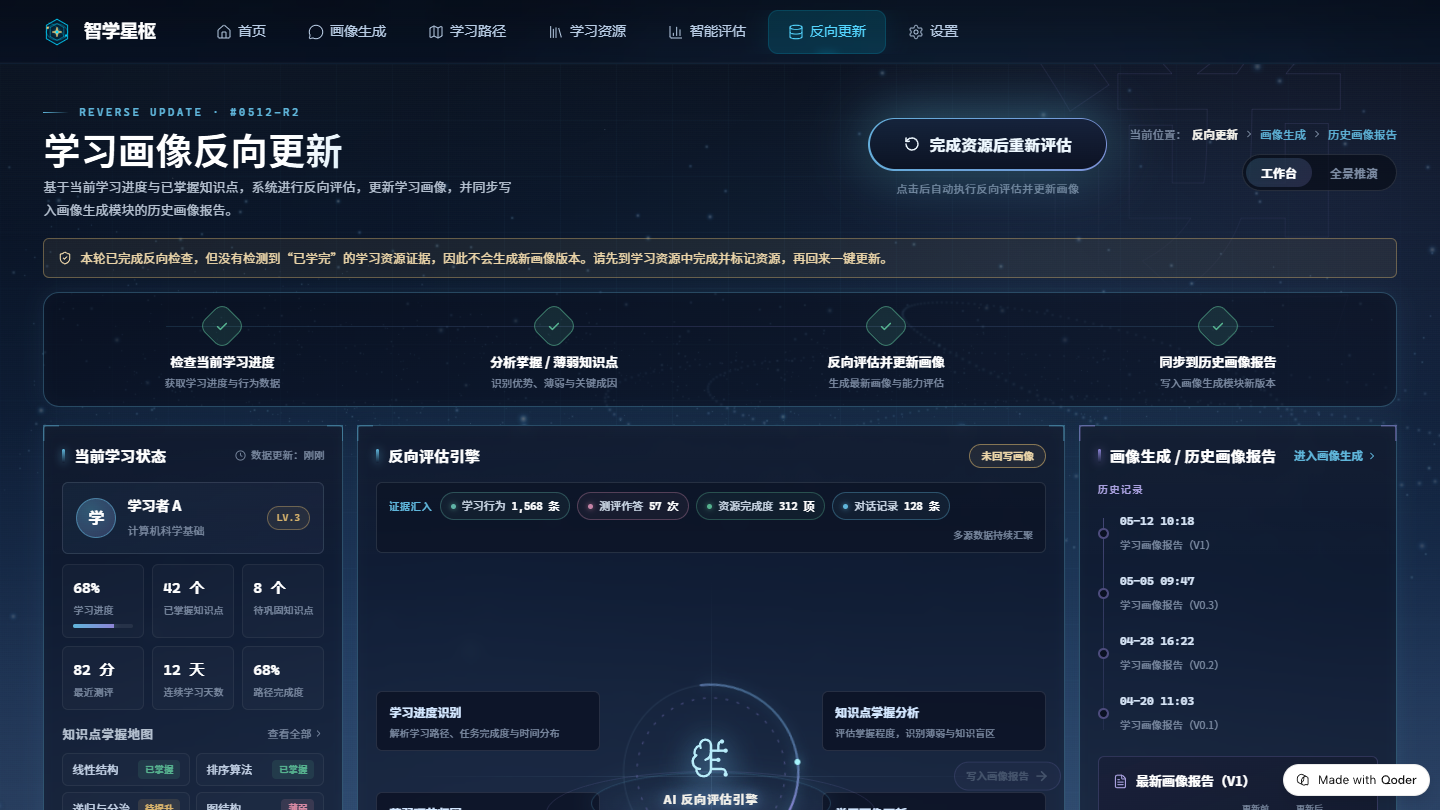 智学星枢
首页
画像生成
学习路径
学习资源
智能评估
反向更新
设置
REVERSE UPDATE · #0512-R2
学习画像反向更新
基于当前学习进度与已掌握知识点，系统进行反向评估，更新学习画像，并同步写
入画像生成模块的历史画像报告。
完成资源后重新评估
点击后自动执行反向评估并更新画像
当前位置： 反向更新 > 画像生成 > 历史画像报告
工作台
全景推演
本轮已完成反向检查，但没有检测到“已学完”的学习资源证据，因此不会生成新画像版本。请先到学习资源中完成并标记资源，再回来一键更新。
检查当前学习进度
获取学习进度与行为数据
分析掌握 / 薄弱知识点
识别优势、薄弱与关键成因
反向评估并更新画像
生成最新画像与能力评估
同步到历史画像报告
写入画像生成模块新版本
当前学习状态
数据更新：刚刚
学
学习者 A
计算机科学基础
LV.3
68%
学习进度
42 个
已掌握知识点
8 个
待巩固知识点
82 分
最近测评
12 天
连续学习天数
68%
路径完成度
知识点掌握地图
查看全部 >
线性结构 已掌握
排序算法 已掌握
递归与分治 待提升
图结构 薄弱
反向评估引擎
未回写画像
证据汇入
学习行为 1,568 条
测评作答 57 次
资源完成度 312 项
对话记录 128 条
多源数据持续汇聚
学习进度识别
解析学习路径、任务完成度与时间分布
知识点掌握分析
评估掌握程度，识别薄弱与知识盲区
AI 反向评估引擎
写入画像报告 →
画像生成 / 历史画像报告
进入画像生成 >
历史记录
05-12 10:18
学习画像报告（V1）
05-05 09:47
学习画像报告（V0.3）
04-28 16:22
学习画像报告（V0.2）
04-20 11:03
学习画像报告（V0.1）
最新画像报告（V1）
更新前
更新后
Made with Qoder